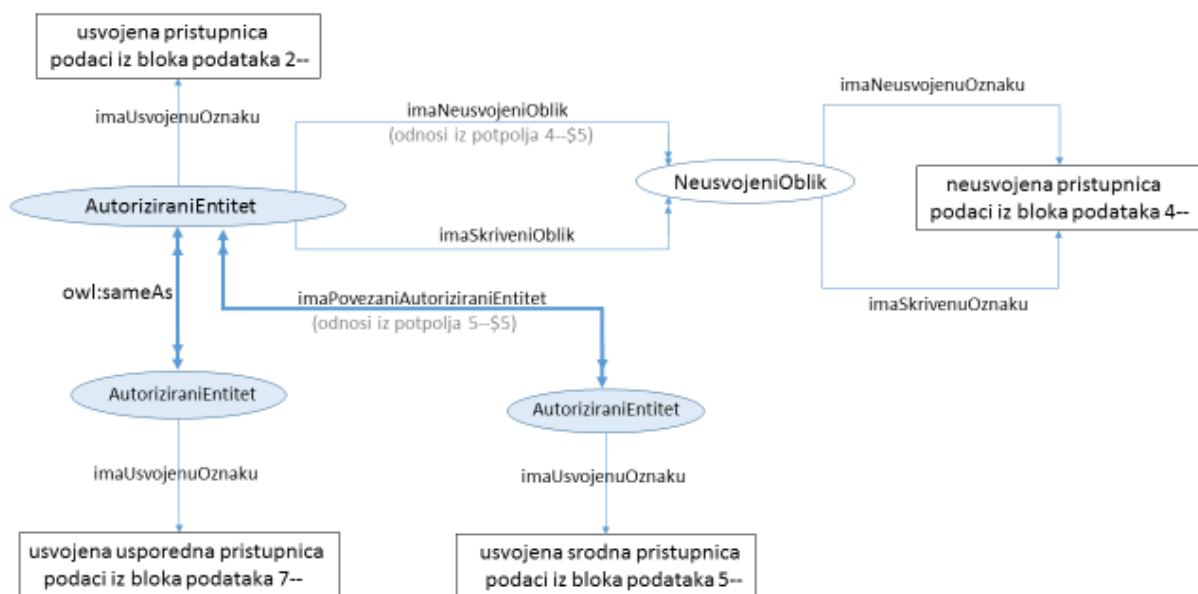 usvojena pristupnica
podaci iz bloka podataka 2--
imaUsvojenuOznaku
imaNeusvojeniOblik
(odnosi iz potpolja 4--$5)
imaNeusvojenuOznaku
AutoriziraniEntitet
NeusvojeniOblik
neusvojena pristupnica
podaci iz bloka podataka 4--
imaSkriveniOblik
imaSkrivenuOznaku
owl:sameAs
imaPovezaniAutoriziraniEntitet
(odnosi iz potpolja 5--$5)
AutoriziraniEntitet
AutoriziraniEntitet
imaUsvojenuOznaku
imaUsvojenuOznaku
usvojena usporedna pristupnica
podaci iz bloka podataka 7--
usvojena srodna pristupnica
podaci iz bloka podataka 5--